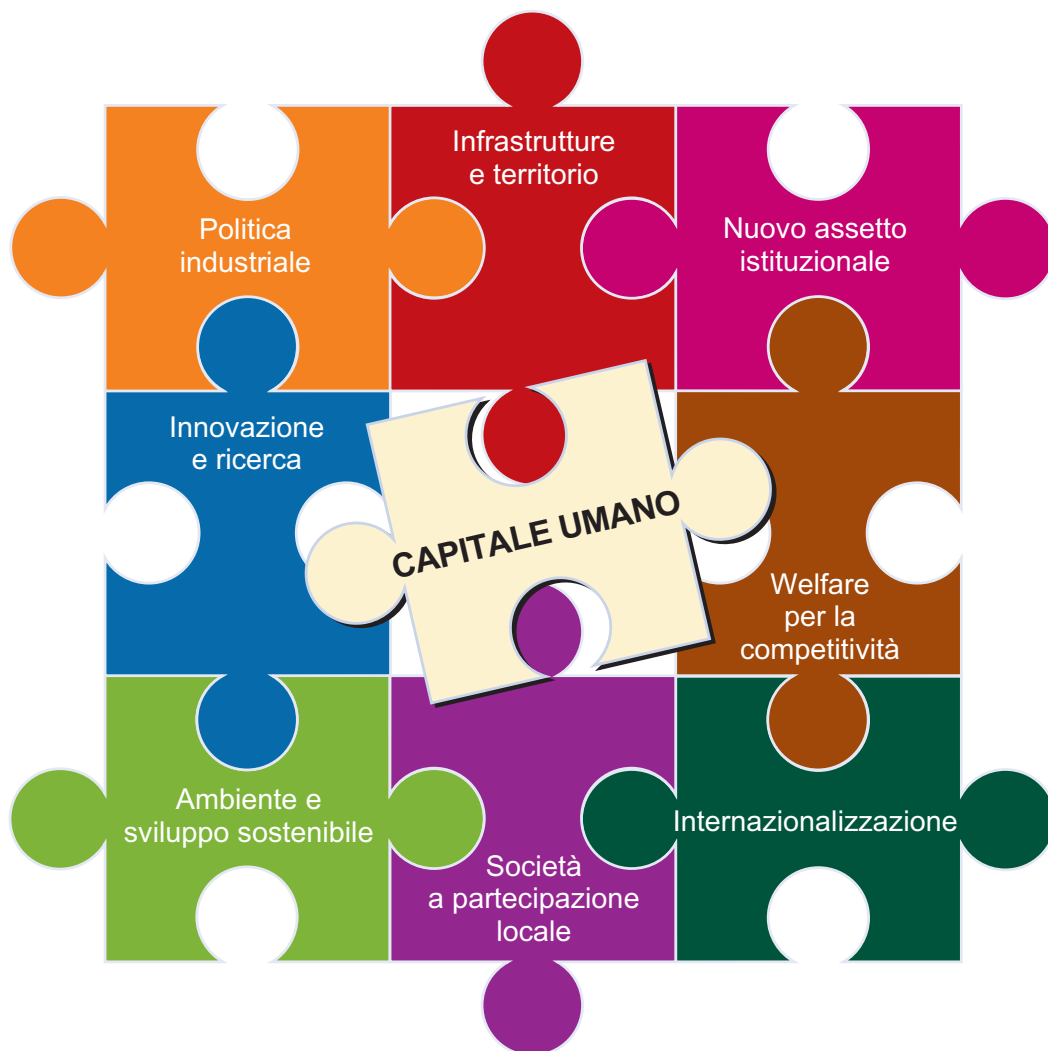 Infrastrutture
e territorio
Politica
industriale
Nuovo assetto
istituzionale
Innovazione
e ricerca
CAPITALE UMANO
Welfare
per la
competitività
Ambiente e
sviluppo sostenibile
Società
a partecipazione
locale
Internazionalizzazione